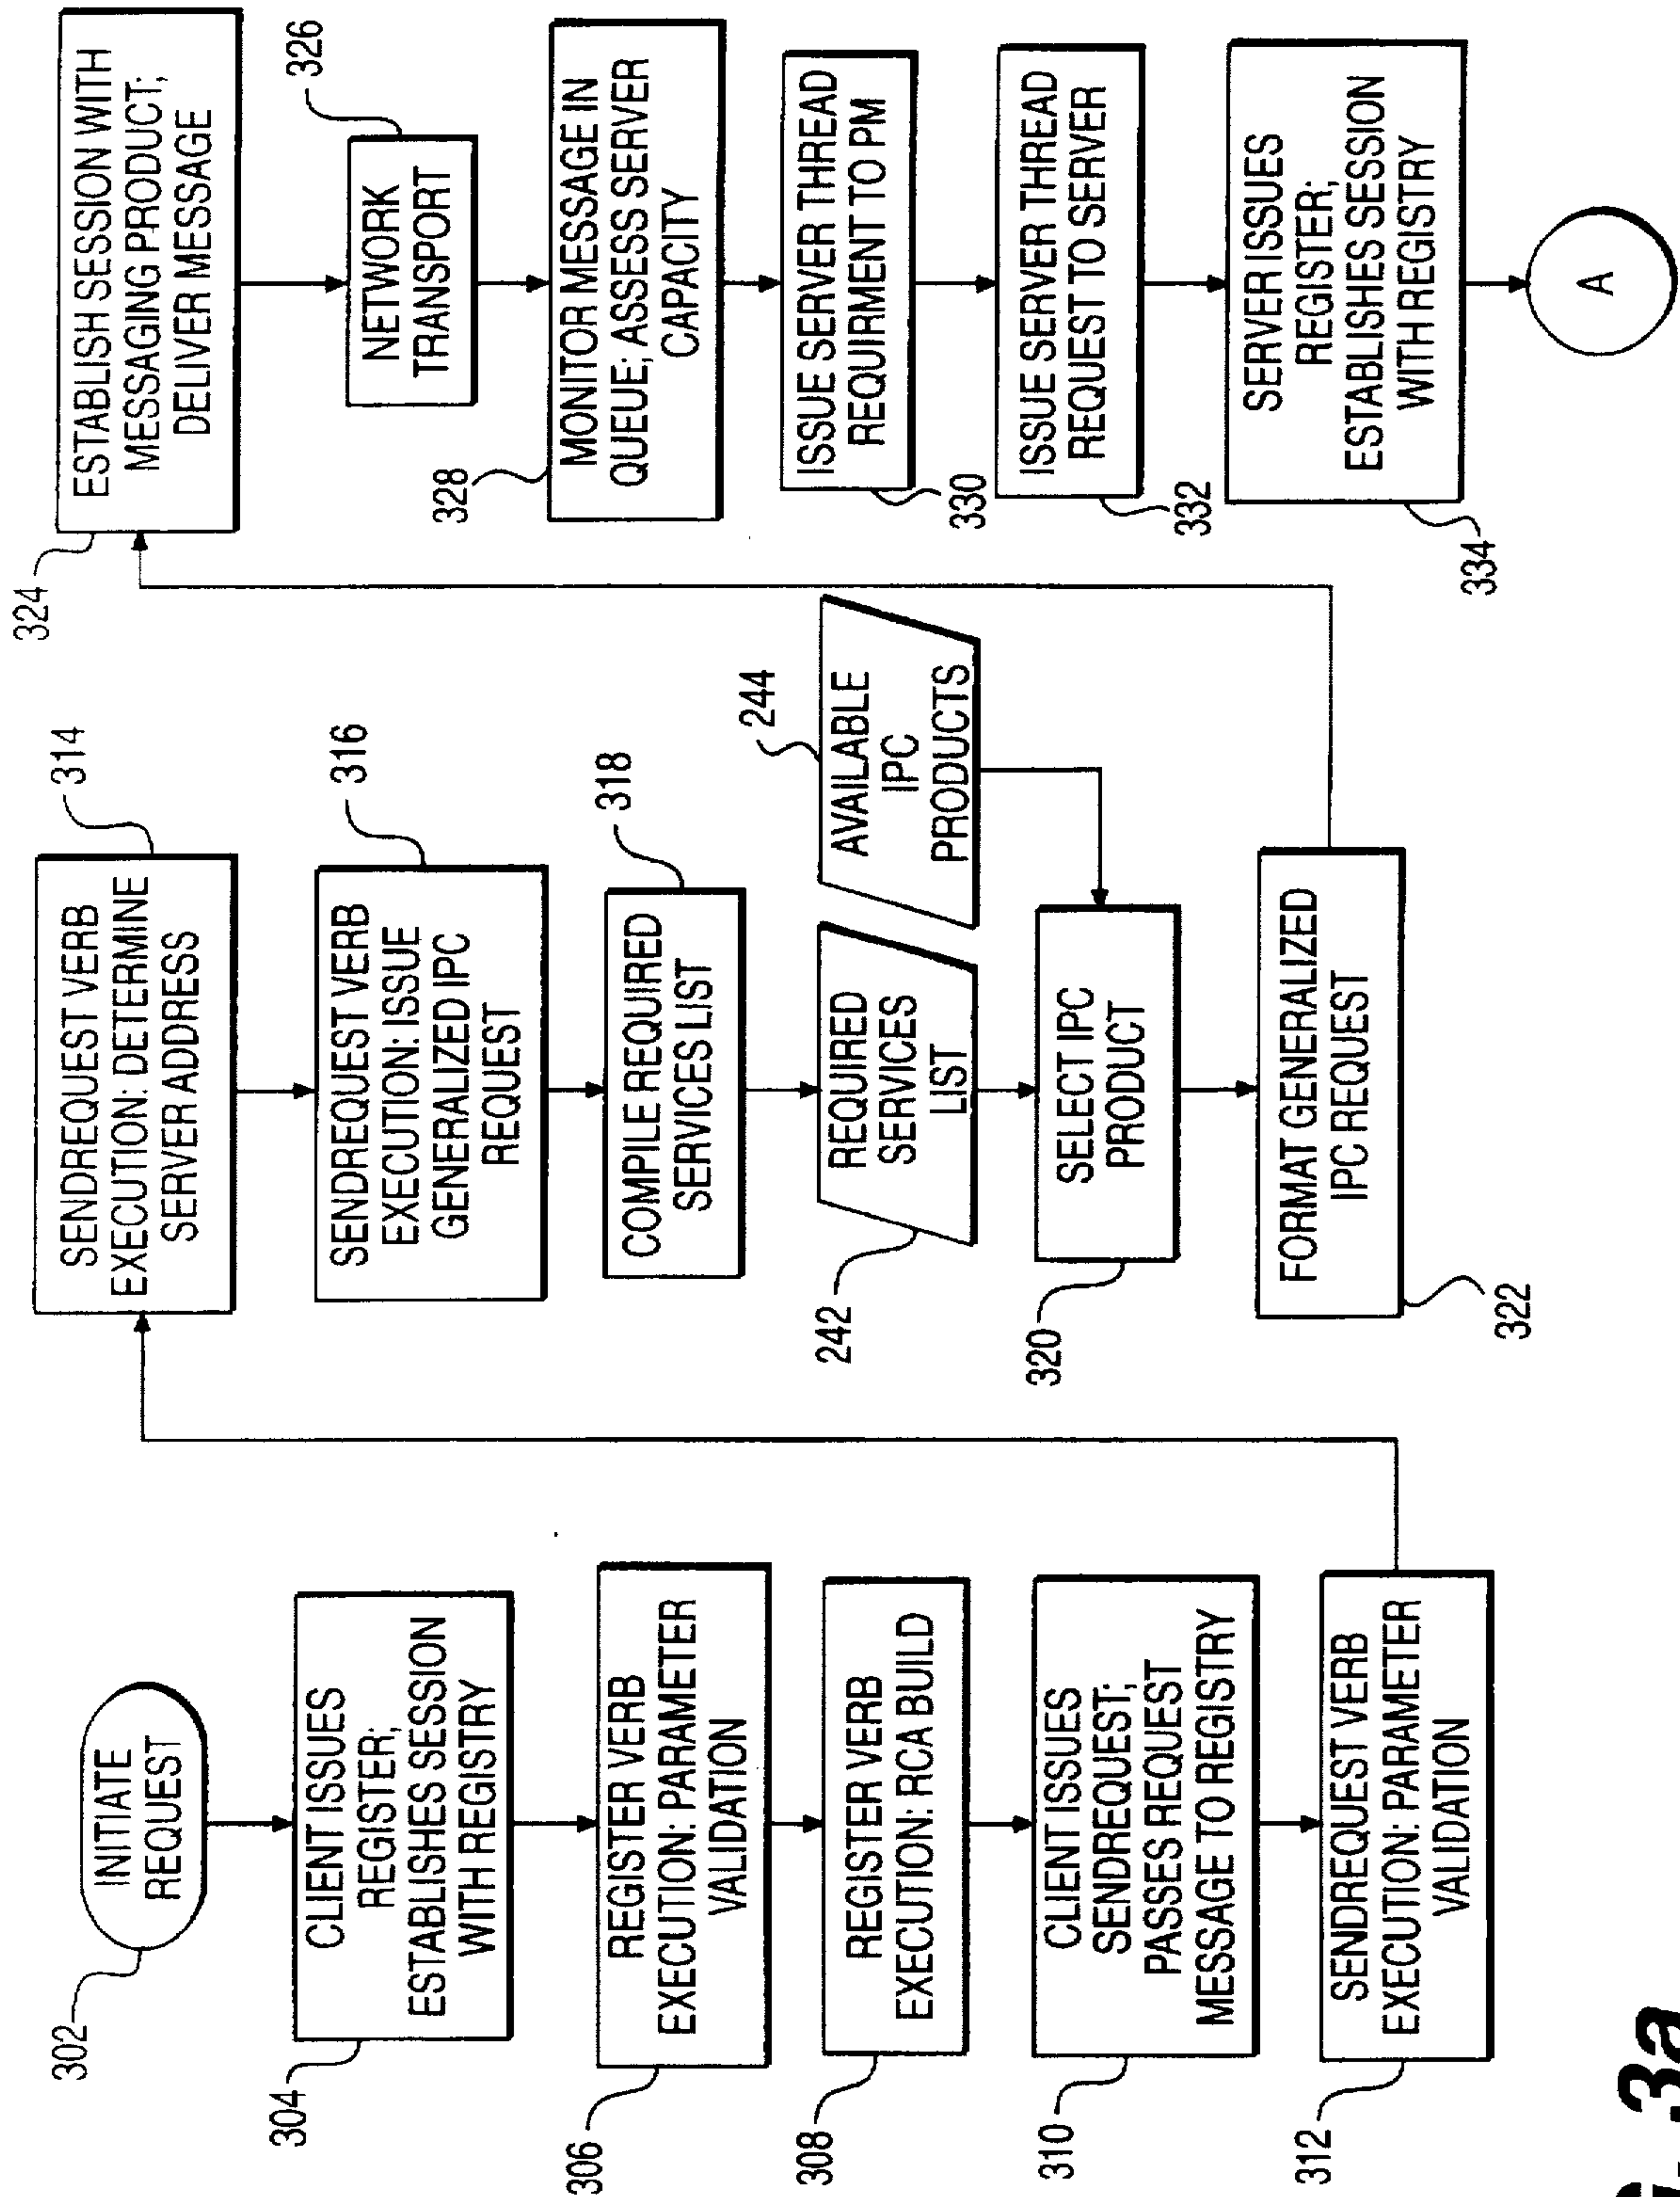 302
INITIATE
REQUEST
304
CLIENT ISSUES
REGISTER;
ESTABLISHES SESSION
WITH REGISTRY
306
REGISTER VERB
EXECUTION: PARAMETER
VALIDATION
308
REGISTER VERB
EXECUTION: RCA BUILD
310
CLIENT ISSUES
SENDREQUEST;
PASSES REQUEST
MESSAGE TO REGISTRY
312
SENDREQUEST VERB
EXECUTION: PARAMETER
VALIDATION
314
SENDREQUEST VERB
EXECUTION: DETERMINE
SERVER ADDRESS
316
SENDREQUEST VERB
EXECUTION: ISSUE
GENERALIZED IPC
REQUEST
318
COMPILE REQUIRED
SERVICES LIST
242
REQUIRED
SERVICES
LIST
244
AVAILABLE
IPC
PRODUCTS
320
SELECT IPC
PRODUCT
322
FORMAT GENERALIZED
IPC REQUEST
324
ESTABLISH SESSION WITH
MESSAGING PRODUCT;
DELIVER MESSAGE
326
NETWORK
TRANSPORT
328
MONITOR MESSAGE IN
QUEUE; ASSESS SERVER
CAPACITY
330
ISSUE SERVER THREAD
REQUIRMENT TO PM
332
ISSUE SERVER THREAD
REQUEST TO SERVER
334
SERVER ISSUES
REGISTER;
ESTABLISHES SESSION
WITH REGISTRY
A
3a